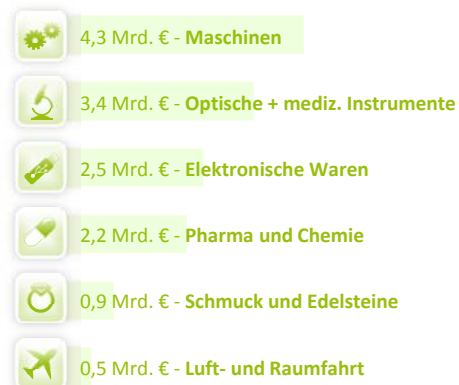 4,3 Mrd. € - Maschinen
3,4 Mrd. € - Optische + mediz. Instrumente
2,5 Mrd. € - Elektronische Waren
2,2 Mrd. € - Pharma und Chemie
0,9 Mrd. € - Schmuck und Edelsteine
0,5 Mrd. € - Luft- und Raumfahrt